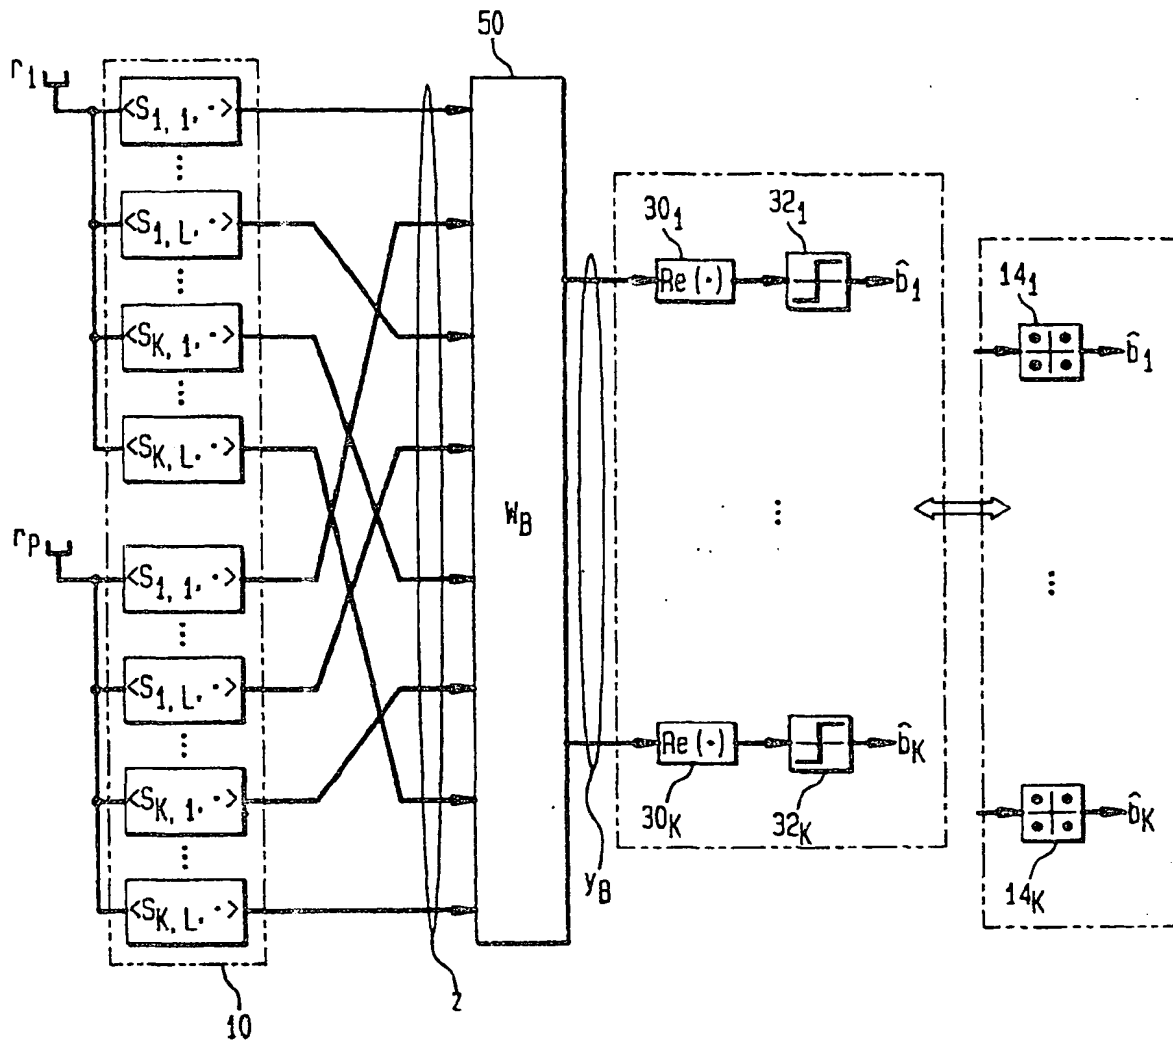 50
r1
<S1, 1, ·>
<S1, L, ·>
<SK, 1, ·>
<SK, L, ·>
rP
<S1, 1, ·>
<S1, L, ·>
<SK, 1, ·>
<SK, L, ·>
10
z
WB
yB
301
321
Re(·)
b̂1
Re(·)
b̂K
30K
32K
141
b̂1
b̂K
14K